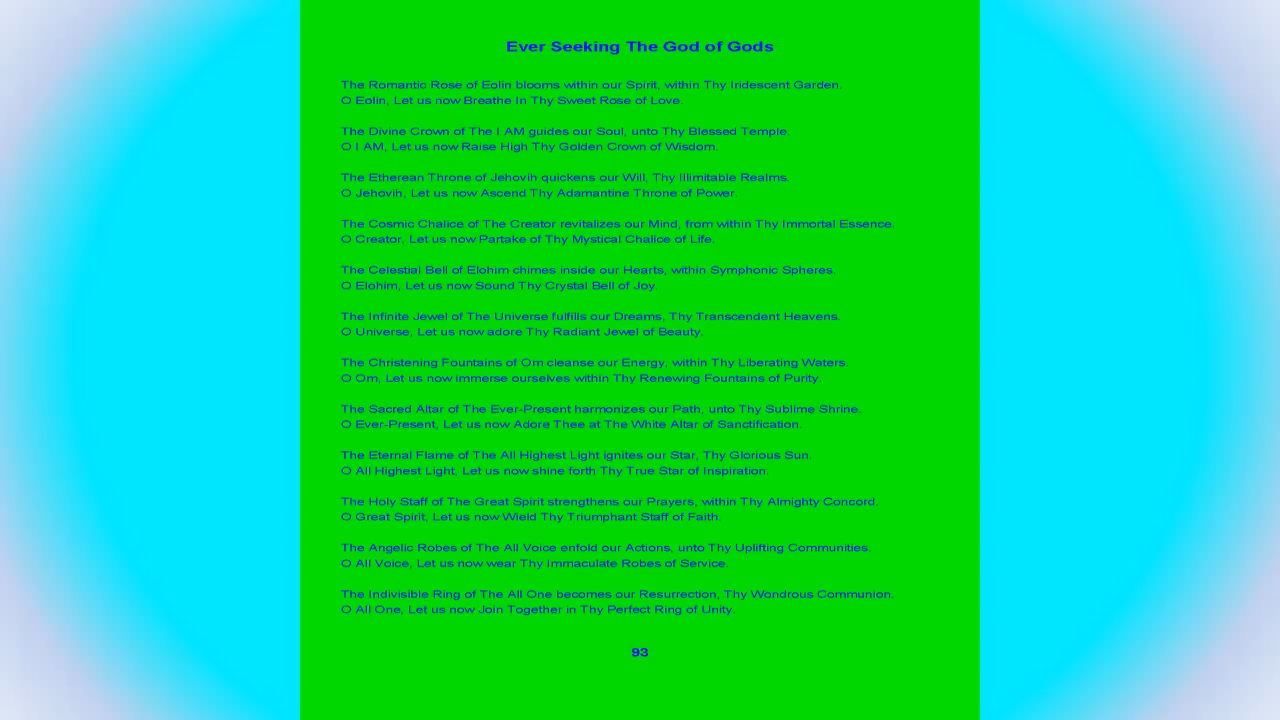 Ever Seeking The God of Gods
The Romantic Rose of Eolin blooms within our Spirit, within Thy Iridescent Garden.
O Eolin, Let us now Breathe In Thy Sweet Rose of Love.
The Divine Crown of The I AM guides our Soul, unto Thy Blessed Temple.
O I AM, Let us now Raise High Thy Golden Crown of Wisdom.
The Etherean Throne of Jehovih quickens our Will, Thy Illimitable Realms.
O Jehovih, Let us now Ascend Thy Adamantine Throne of Power.
The Cosmic Chalice of The Creator revitalizes our Mind, from within Thy Immortal Essence.
O Creator, Let us now Partake of Thy Mystical Chalice of Life.
The Celestial Bell of Elohim chimes inside our Hearts, within Symphonic Spheres.
O Elohim, Let us now Sound Thy Crystal Bell of Joy.
The Infinite Jewel of The Universe fulfills our Dreams, Thy Transcendent Heavens.
O Universe, Let us now adore Thy Radiant Jewel of Beauty.
The Christening Fountains of Om cleanse our Energy, within Thy Liberating Waters.
O Om, Let us now immerse ourselves within Thy Renewing Fountains of Purity.
The Sacred Altar of The Ever-Present harmonizes our Path, unto Thy Sublime Shrine.
O Ever-Present, Let us now Adore Thee at The White Altar of Sanctification.
The Eternal Flame of The All Highest Light ignites our Star, Thy Glorious Sun.
O All Highest Light, Let us now shine forth Thy True Star of Inspiration.
The Holy Staff of The Great Spirit strengthens our Prayers, within Thy Almighty Concord.
O Great Spirit, Let us now Wield Thy Triumphant Staff of Faith.
The Angelic Robes of The All Voice enfold our Actions, unto Thy Uplifting Communities.
O All Voice, Let us now wear Thy Immaculate Robes of Service.
The Indivisible Ring of The All One becomes our Resurrection, Thy Wondrous Communion.
O All One, Let us now Join Together in Thy Perfect Ring of Unity.
93